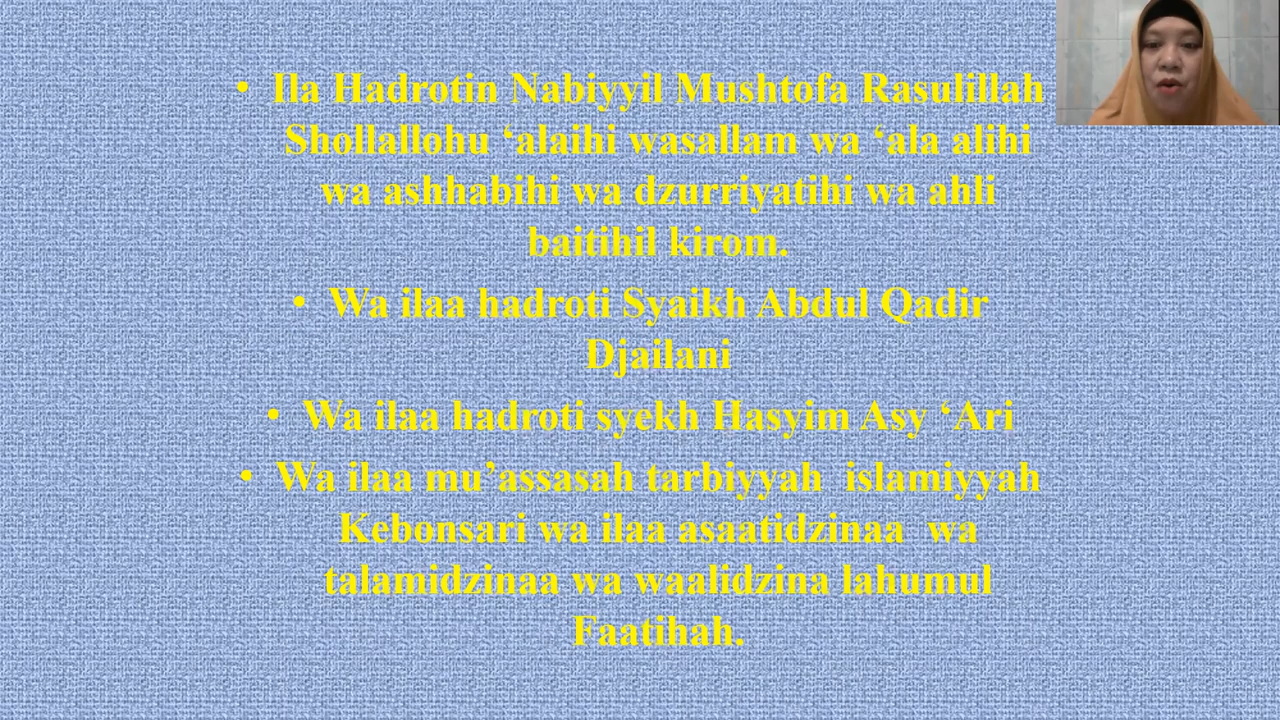 • Ila Hadrotin Nabiyyil Mushtofa Rasulillah
Shollallohu ‘alaihi wasallam wa ‘ala alihi
wa ashhabihi wa dzurriyatihi wa ahli
baitihil kirom.
• Wa ilaa hadroti Syaikh Abdul Qadir
Djailani
• Wa ilaa hadroti syekh Hasyim Asy ‘Ari
• Wa ilaa mu’assasah tarbiyyah  islamiyyah
Kebonsari wa ilaa asaatidzinaa  wa
talamidzinaa wa waalidzina lahumul
Faatihah.